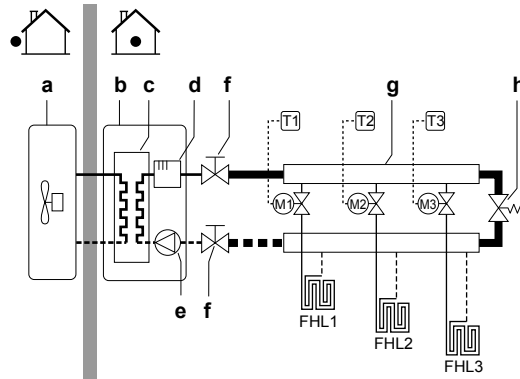 a b c d f g h
T1 T2 T3
M1 M2 M3
e f
FHL1
FHL2
FHL3